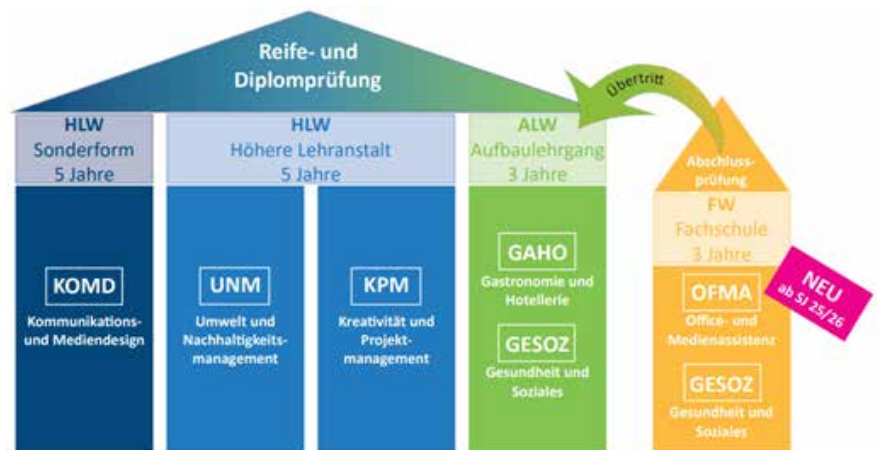 Reife- und
Diplomprüfung
Übertritt
HLW
Sonderform
5 Jahre
HLW
Höhere Lehranstalt
5 Jahre
ALW
Aufbaulehrgang
3 Jahre
Abschluss-
prüfung
FW
Fachschule
3 Jahre
KOMD
Kommunikations-
und Mediendesign
UNM
Umwelt und
Nachhaltigkeits-
management
KPM
Kreativität und
Projekt-
management
GAHO
Gastronomie und
Hotellerie
GESOZ
Gesundheit und
Soziales
NEU
ab SJ 25/26
OFMA
Office- und
Medienassistenz
GESOZ
Gesundheit und
Soziales